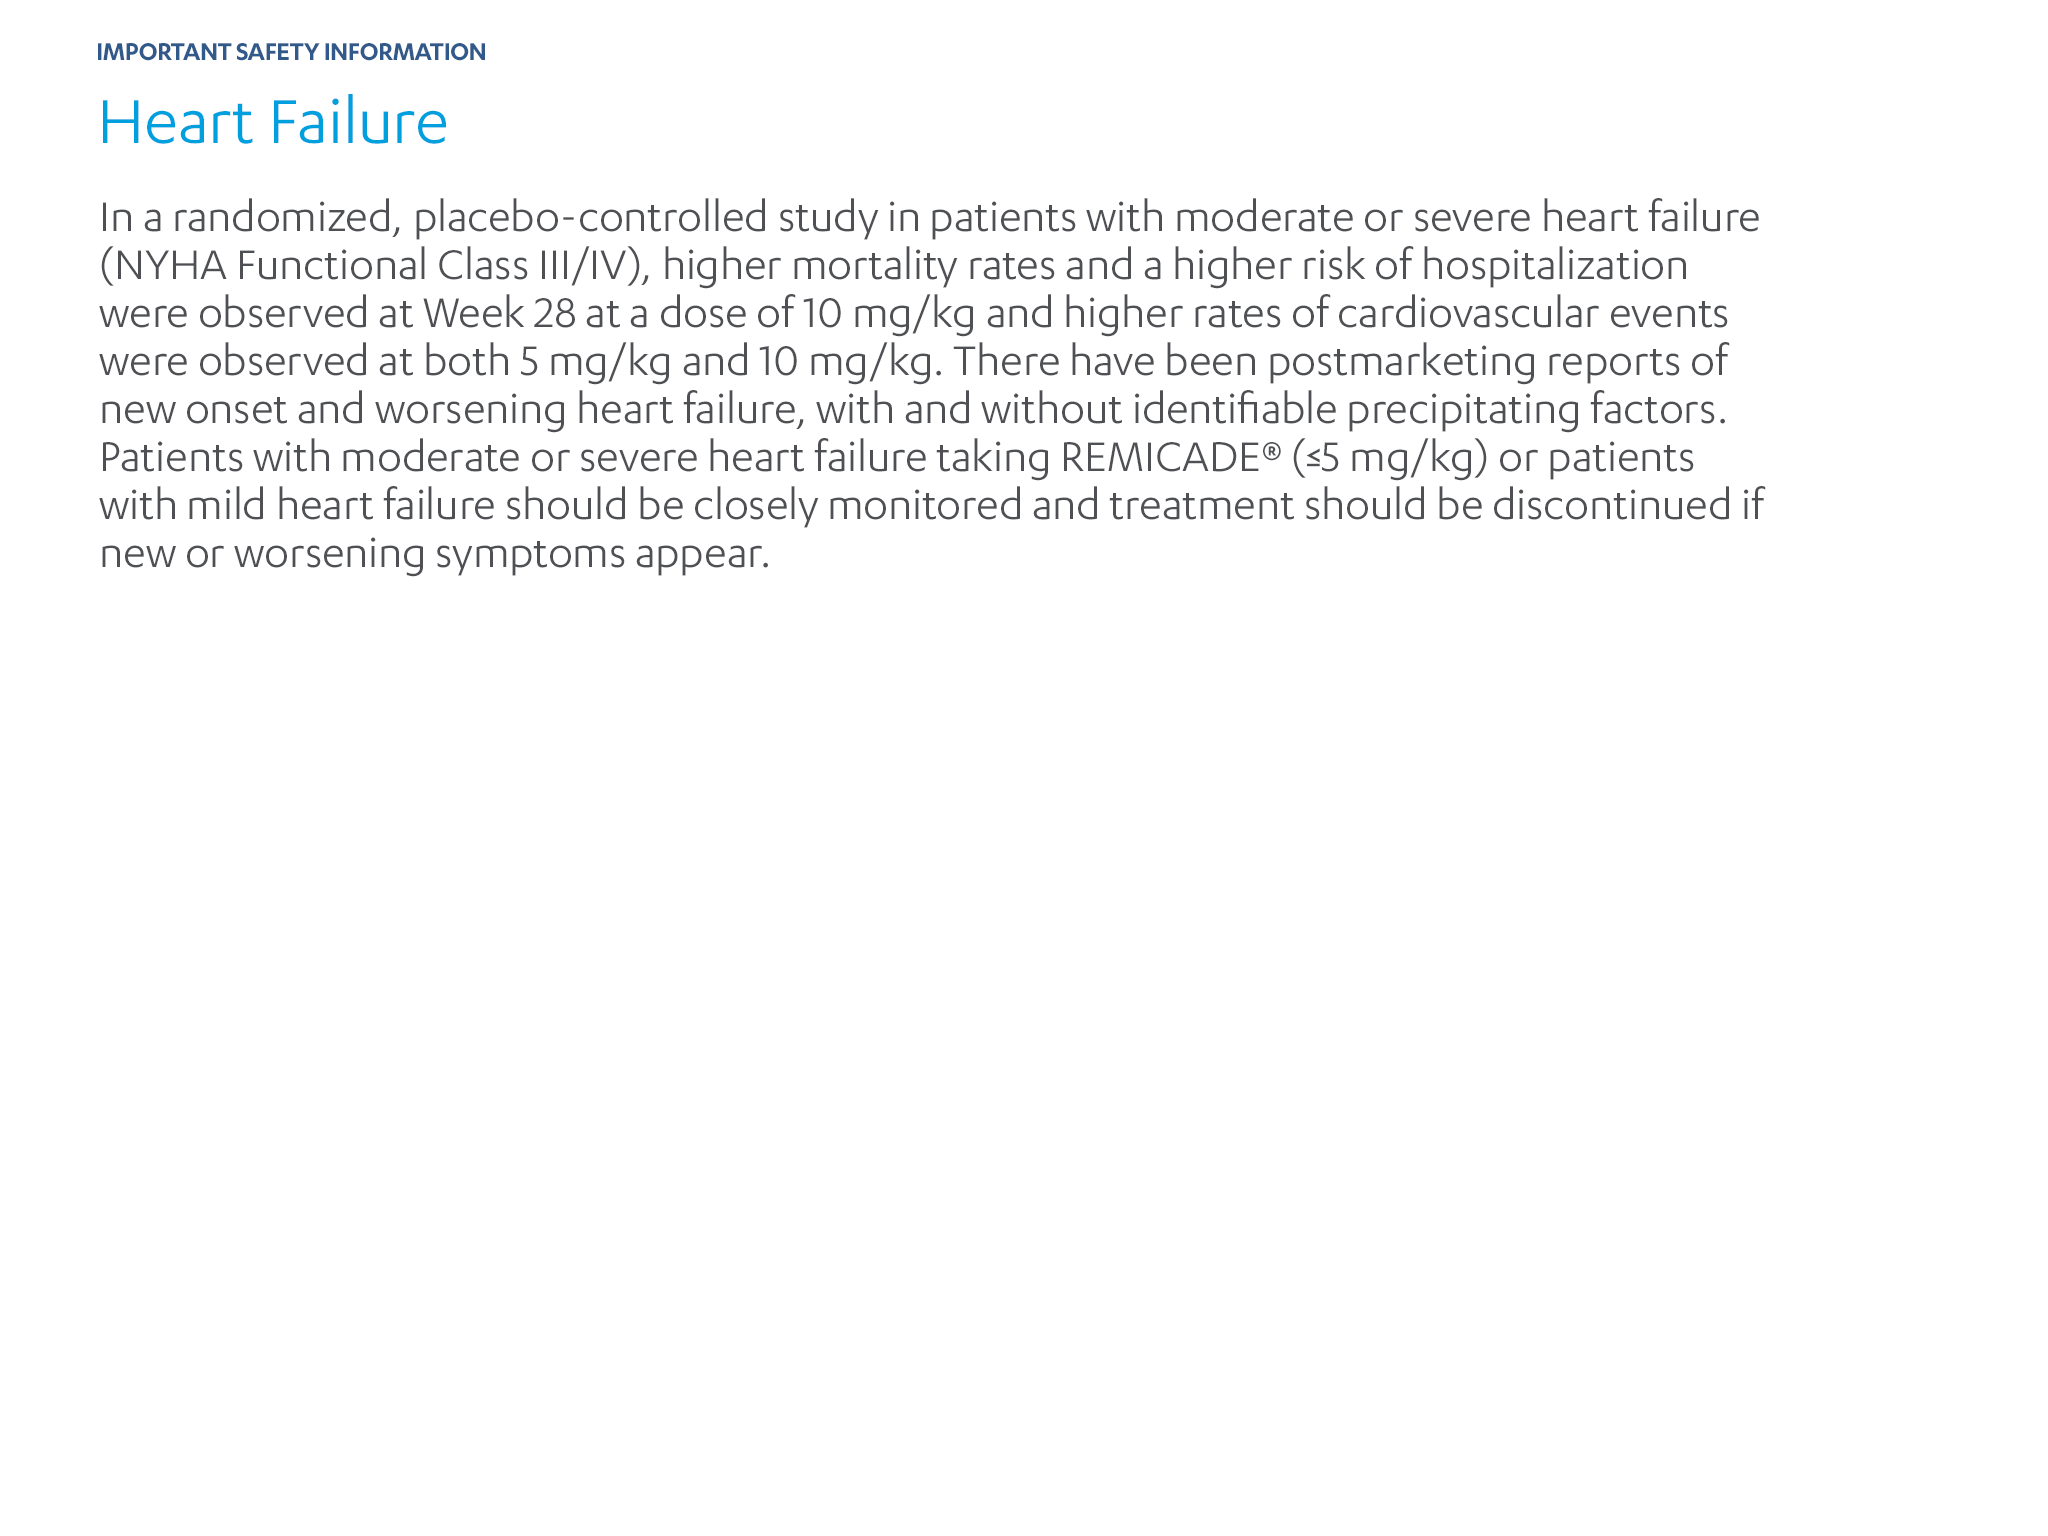 IMPORTANT SAFETY INFORMATION
Heart Failure
In a randomized, placebo-controlled study in patients with moderate or severe heart failure
(NYHA Functional Class III/IV), higher mortality rates and a higher risk of hospitalization
were observed at Week 28 at a dose of 10 mg/kg and higher rates of cardiovascular events
were observed at both 5 mg/kg and 10 mg/kg. There have been postmarketing reports of
new onset and worsening heart failure, with and without identifiable precipitating factors.
Patients with moderate or severe heart failure taking REMICADE® (≤5 mg/kg) or patients
with mild heart failure should be closely monitored and treatment should be discontinued if
new or worsening symptoms appear.